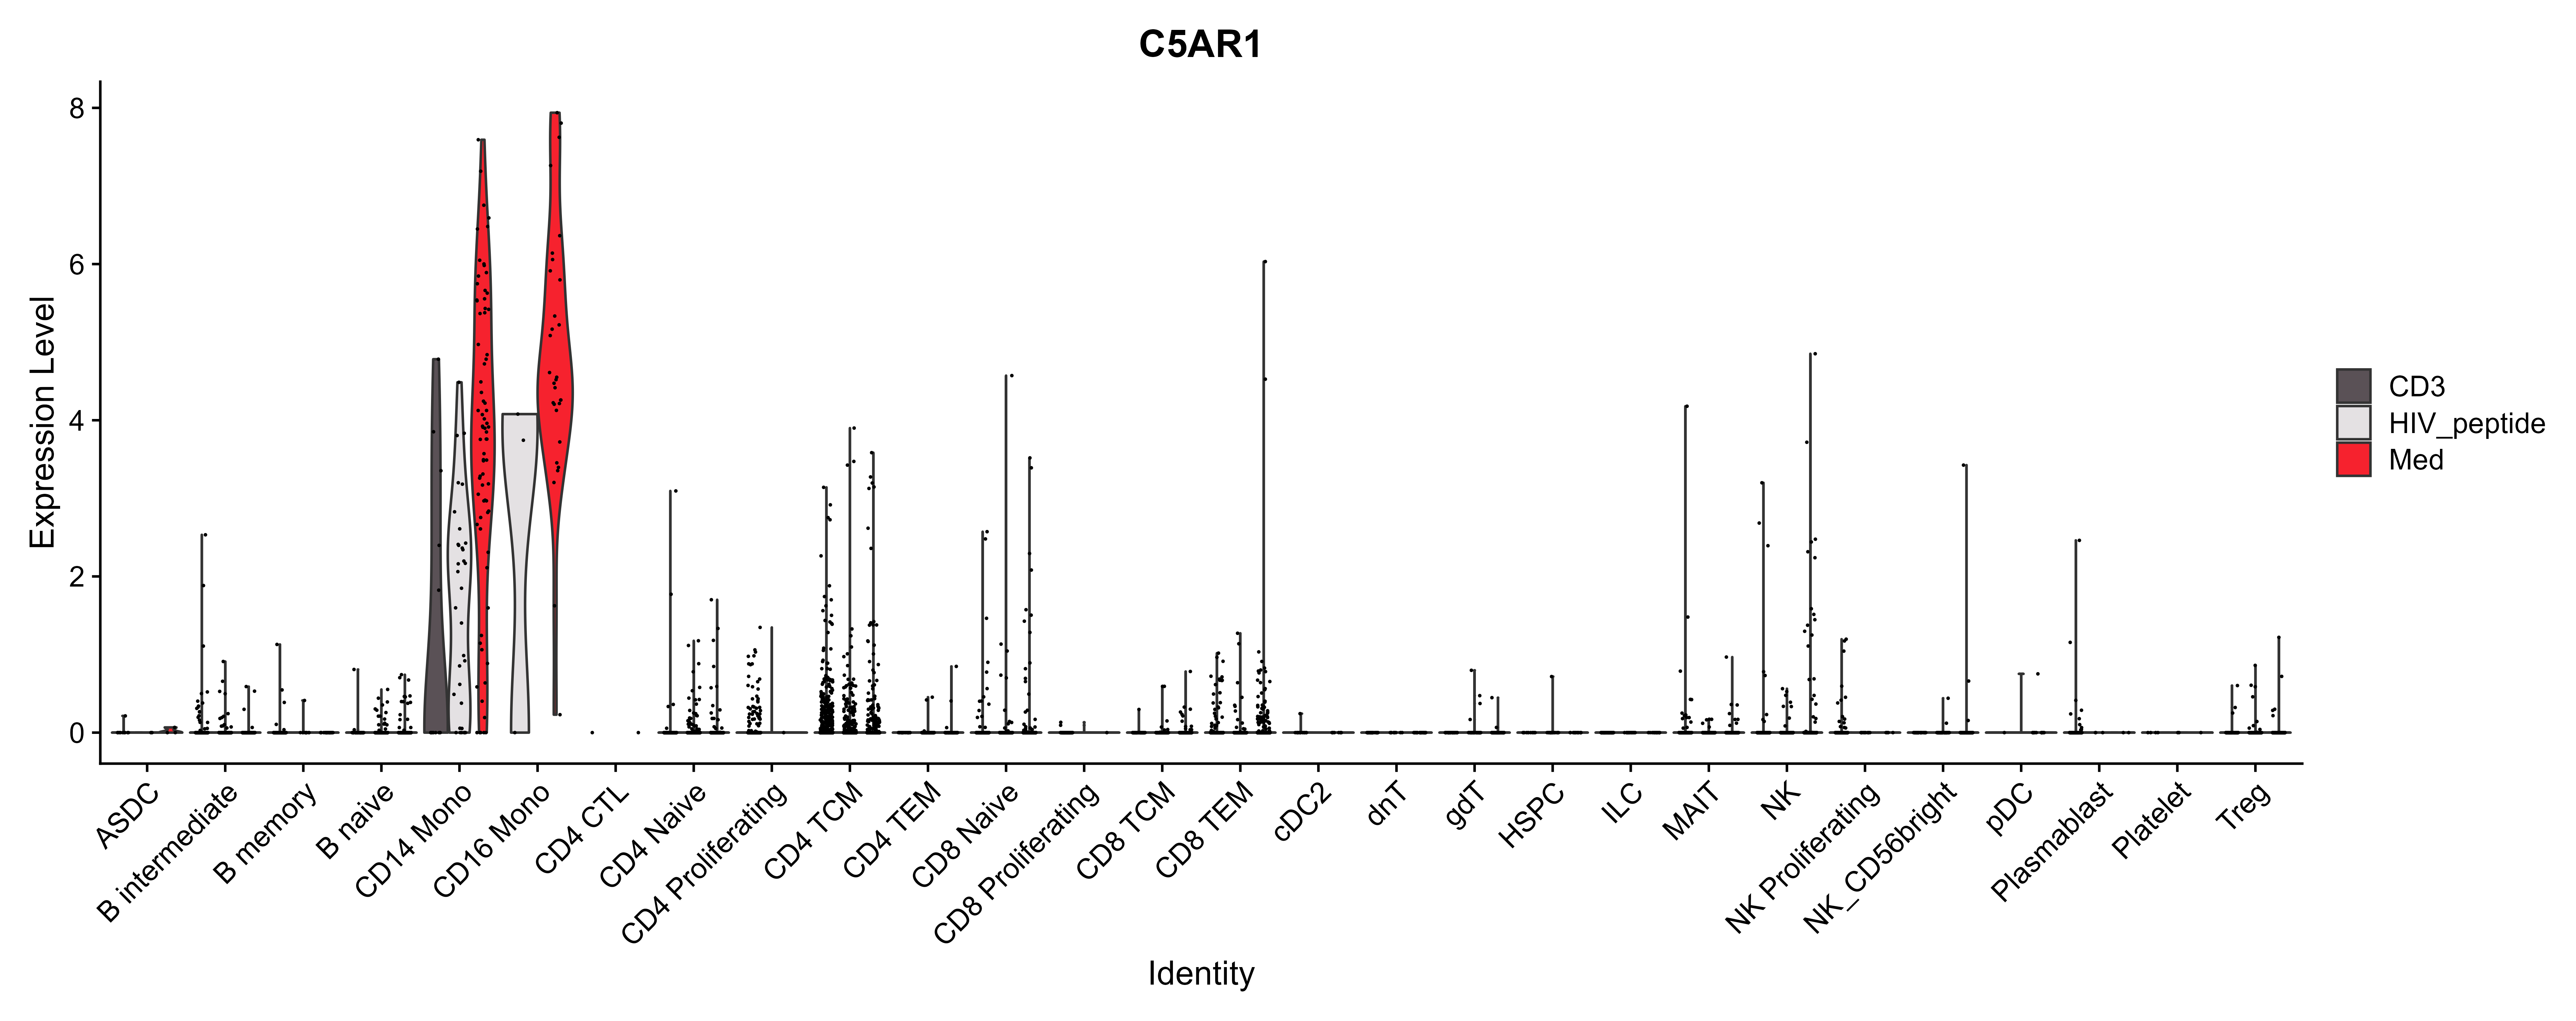 C5AR1
Expression Level
8
6
4
2
0
ASDC
B intermediate
B memory
B naive
CD14 Mono
CD16 Mono
CD4 CTL
CD4 Naive
CD4 Proliferating
CD4 TCM
CD4 TEM
CD8 Naive
CD8 Proliferating
CD8 TCM
CD8 TEM
cDC2
dnT
gdT
HSPC
ILC
MAIT
NK
NK Proliferating
NK_CD56bright
pDC
Plasmablast
Platelet
Treg
Identity
CD3
HIV_peptide
Med